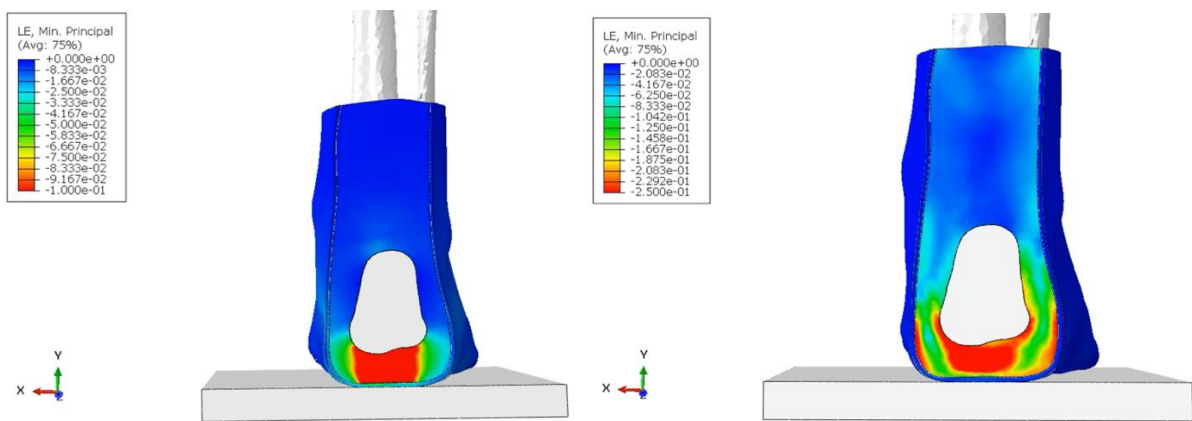 LE, Min. Principal
(Avg: 75%)
+0.000e+00
-8.333e-03
-1.667e-02
-2.500e-02
-3.333e-02
-4.167e-02
-5.000e-02
-5.833e-02
-6.667e-02
-7.500e-02
-8.333e-02
-9.167e-02
-1.000e-01
Y
X
Z
LE, Min. Principal
(Avg: 75%)
+0.000e+00
-2.083e-02
-4.167e-02
-6.250e-02
-8.333e-02
-1.042e-01
-1.250e-01
-1.458e-01
-1.667e-01
-1.875e-01
-2.083e-01
-2.292e-01
-2.500e-01
Y
X
Z